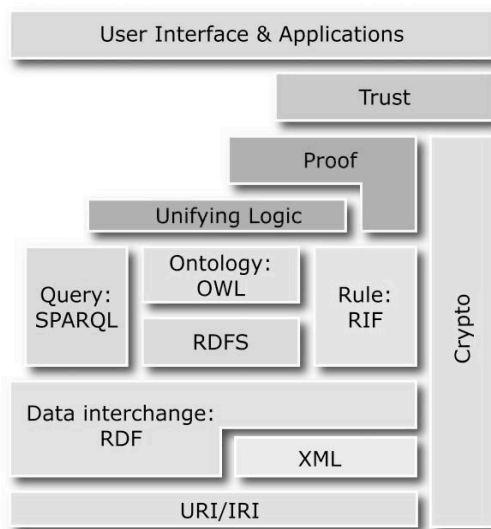 User Interface & Applications
Trust
Proof
Unifying Logic
Ontology:
OWL
Query:
SPARQL
Rule:
RIF
RDFS
Crypto
Data interchange:
RDF
XML
URI/IRI